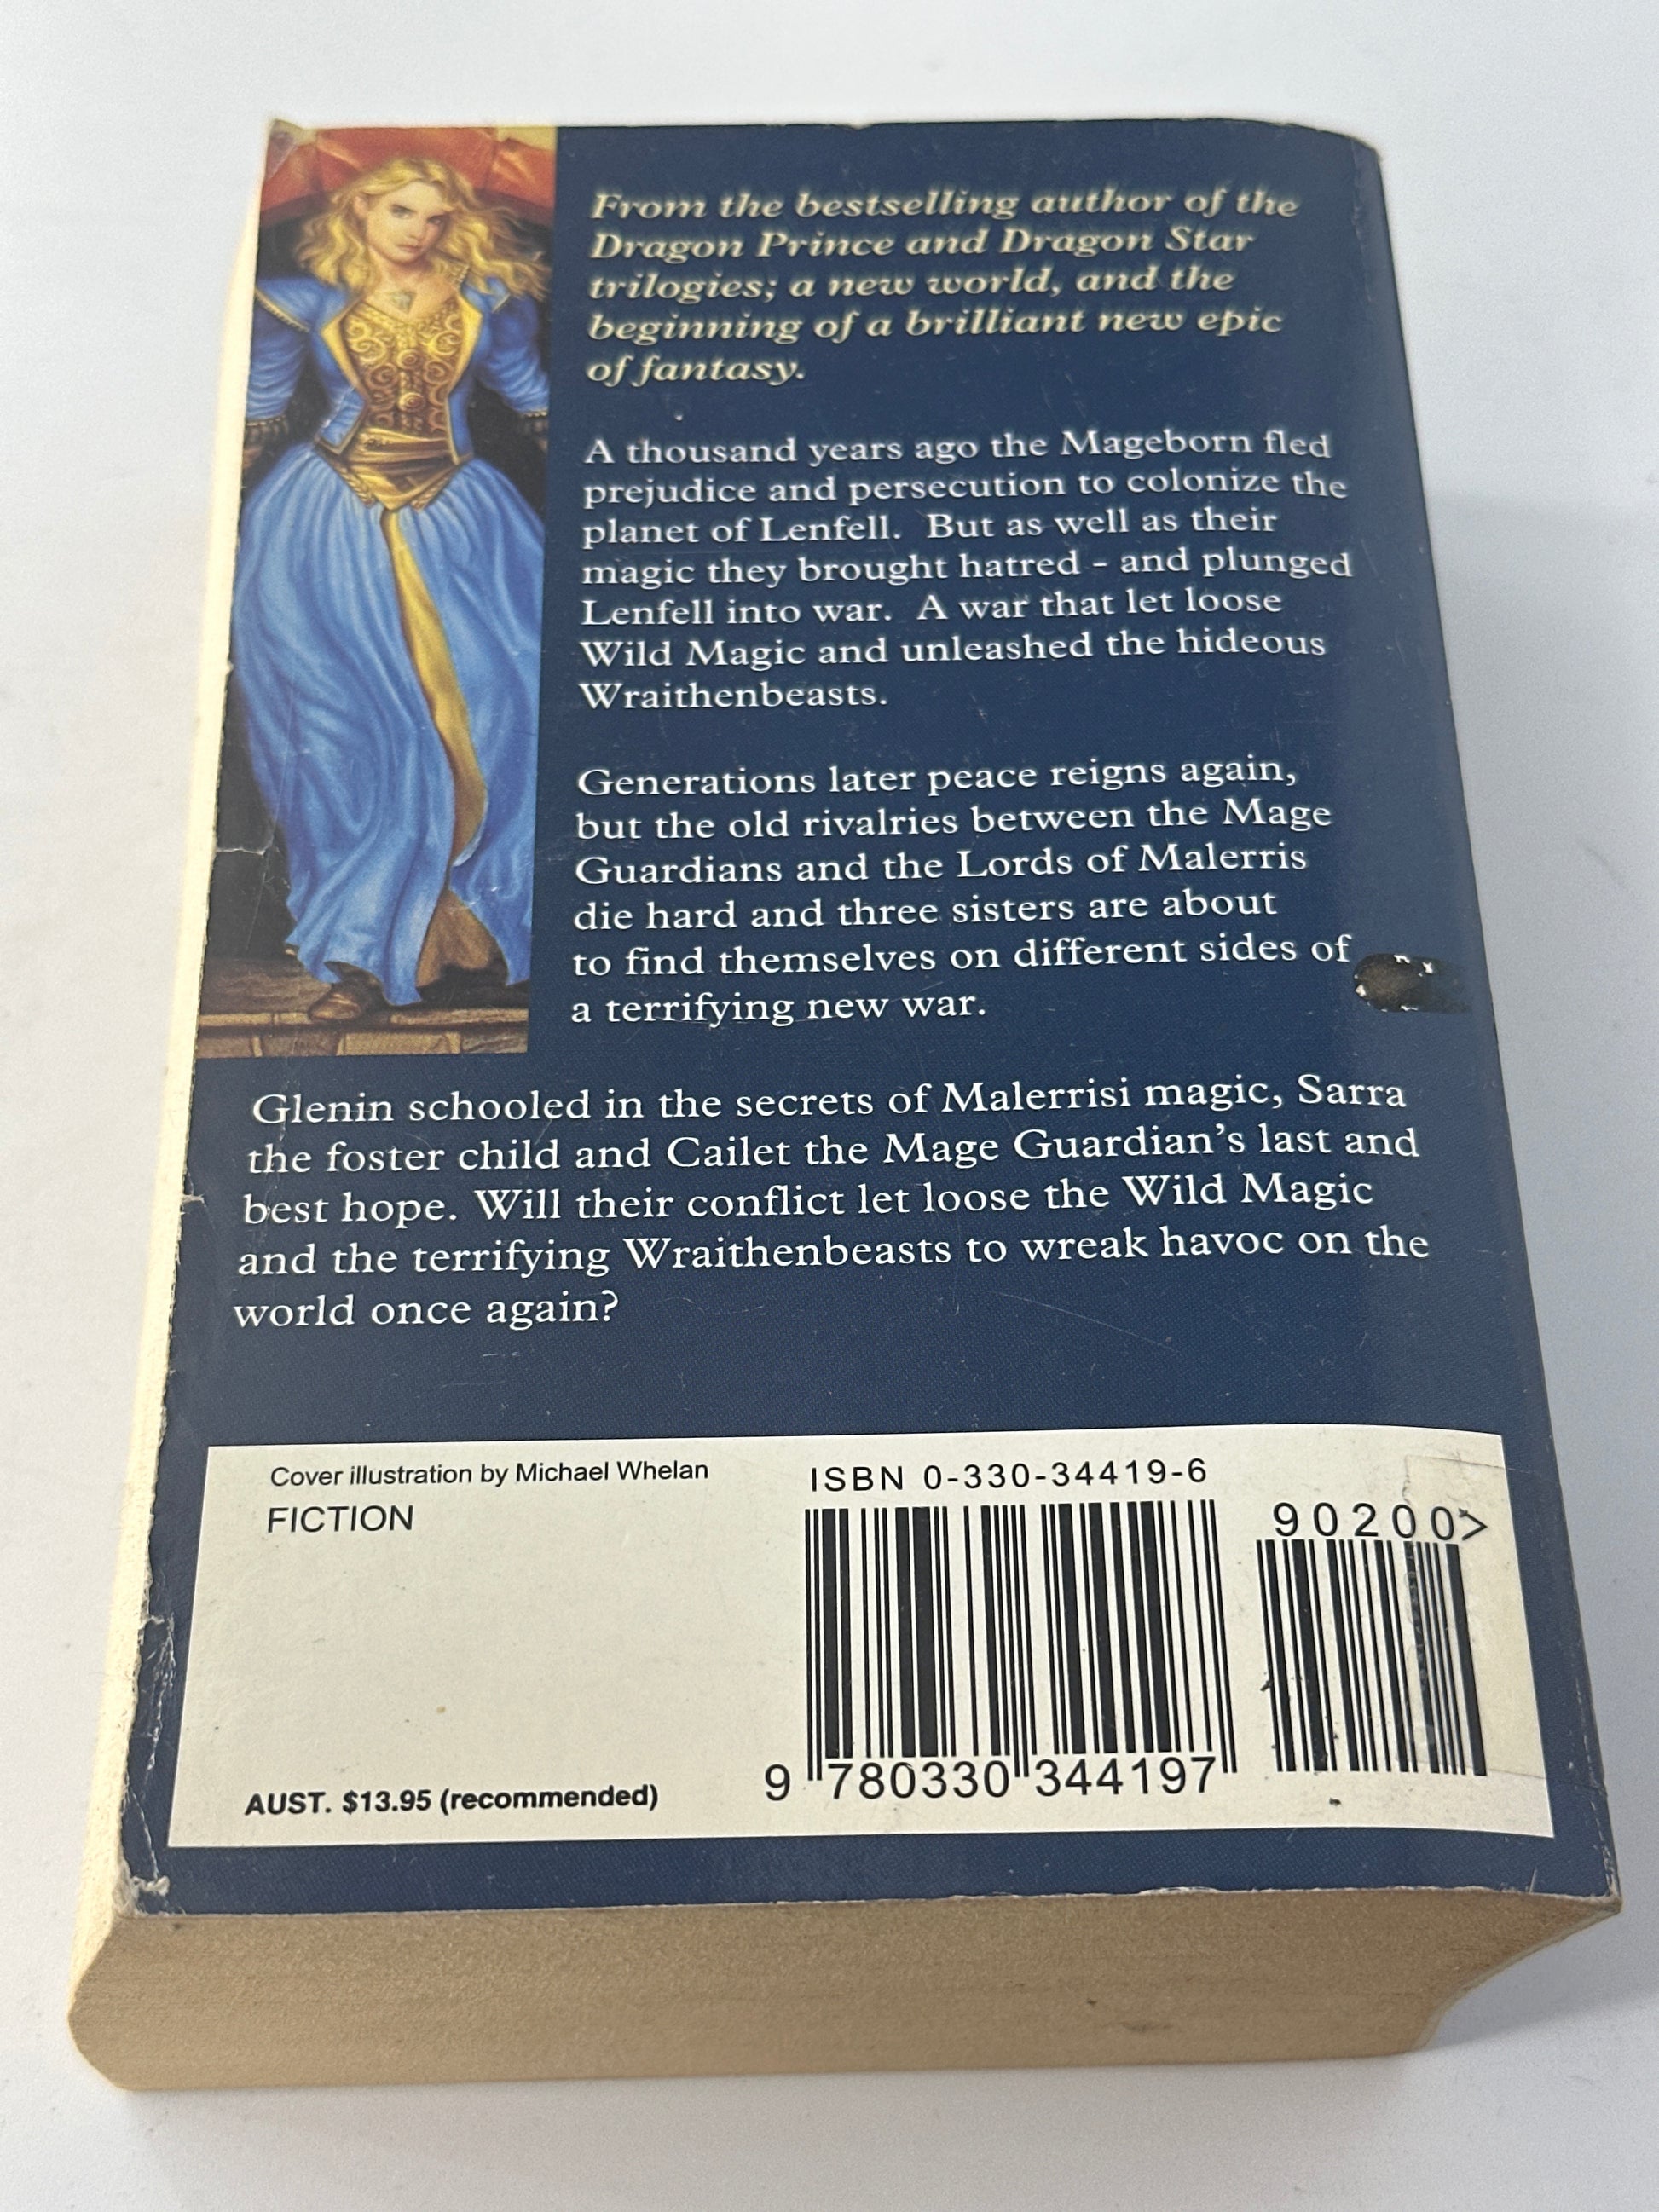 From the bestselling author of the
Dragon Prince and Dragon Star
trilogies; a new world, and the
beginning of a brilliant new epic
of fantasy.
A thousand years ago the Mageborn fled
prejudice and persecution to colonize the
planet of Lenfell. But as well as their
magic they brought hatred - and plunged
Lenfell into war. A war that let loose
Wild Magic and unleashed the hideous
Wraithenbeasts.
Generations later peace reigns again,
but the old rivalries between the Mage
Guardians and the Lords of Malerris
die hard and three sisters are about
to find themselves on different sides of
a terrifying new war.
Glenin schooled in the secrets of Malerrisi magic, Sarra
the foster child and Cailet the Mage Guardian's last and
best hope. Will their conflict let loose the Wild Magic
and the terrifying Wraithenbeasts to wreak havoc on the
world once again?
Cover illustration by Michael Whelan
FICTION
AUST. $13.95 (recommended)
ISBN 0-330-34419-6
90200>
9 780330 344197